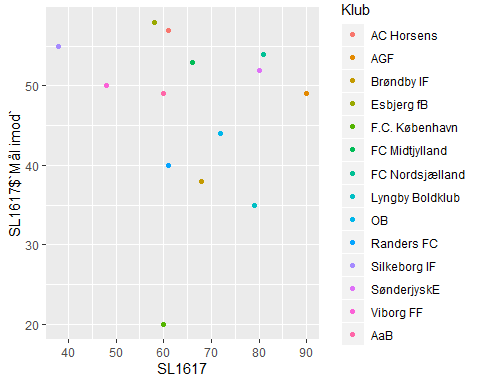 Klub
AC Horsens
AGF
Brøndby IF
Esbjerg fB
F.C. København
FC Midtjylland
FC Nordsjælland
Lyngby Boldklub
OB
Randers FC
Silkeborg IF
SønderjyskE
Viborg FF
AaB
SL1617$`Mål imod`
50
40
30
20
40
50
60
70
80
90
SL1617